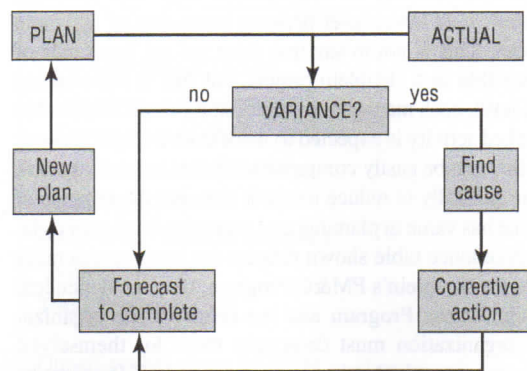 PLAN
ACTUAL
no
VARIANCE?
yes
New
plan
Find
cause
Forecast
to complete
Corrective
action